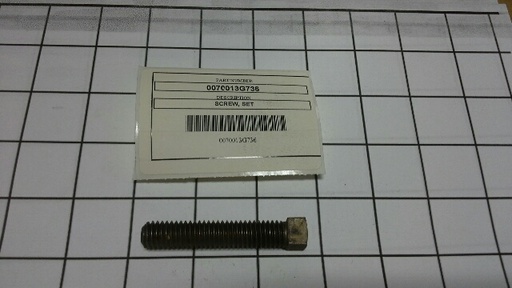 PART NUMBER
0070013G736
DESCRIPTION
SCREW, SET
0070013G736